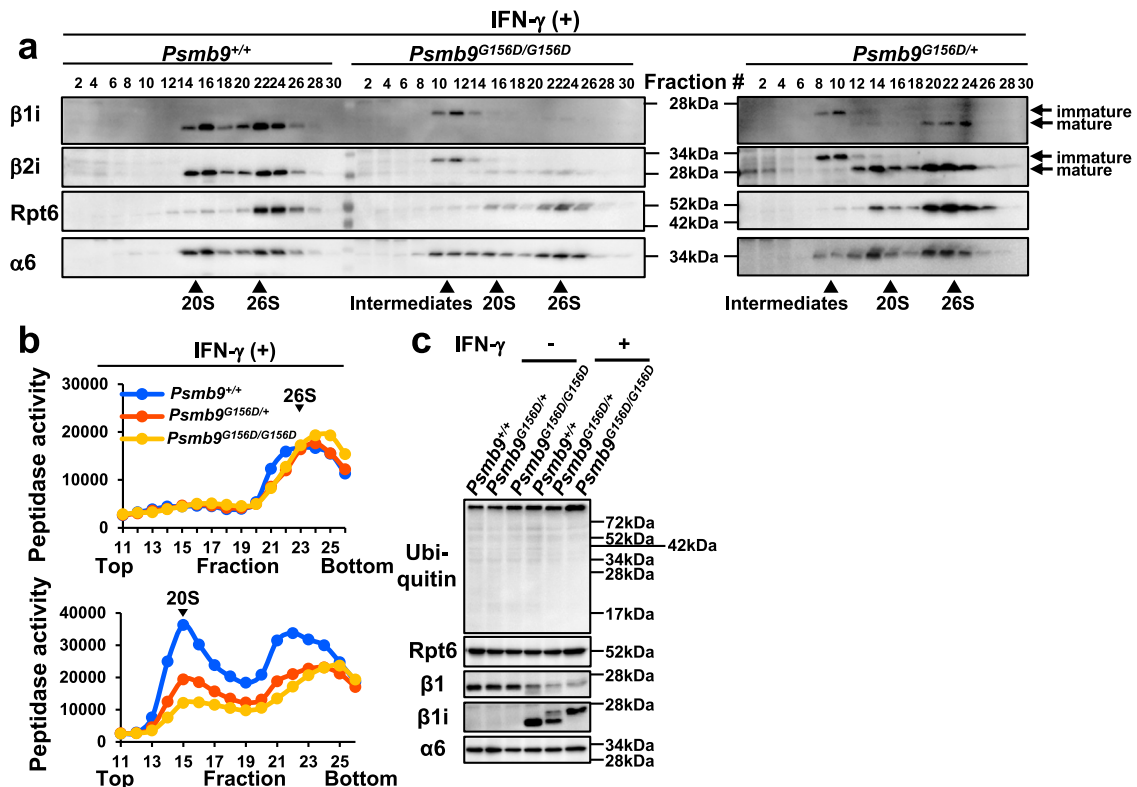 IFN-γ (+)
a
Psmb9+/+ Psmb9G156D/G156D Psmb9G156D/+
2 4 6 8 10 1214 16 18 20 2224 26 28 30 2 4 6 8 10 12 14 16 18 20 2224 26 28 30 Fraction # 2 4 6 8 10 12 14 16 18 20 22 24 26 28 30
β1i 28kDa immature
mature
β2i 34kDa immature
28kDa mature
Rpt6 52kDa
42kDa
α6 34kDa
20S 26S Intermediates 20S 26S Intermediates 20S 26S
b
IFN-γ (+)
Peptidase activity
30000
20000
10000
0
Psmb9+/+
Psmb9G156D/+
Psmb9G156D/G156D
26S
11 13 15 17 19 21 23 25
Top Fraction Bottom
Peptidase activity
40000
30000
20000
10000
0
20S
11 13 15 17 19 21 23 25
Top Fraction Bottom
c
IFN-γ - +
Psmb9+/+
Psmb9G156D/+
Psmb9G156D/G156D
Psmb9+/+
Psmb9G156D/+
Psmb9G156D/G156D
Ubi-
quitin
72kDa
52kDa
42kDa
34kDa
28kDa
17kDa
Rpt6 52kDa
β1 28kDa
β1i 28kDa
α6 34kDa
28kDa